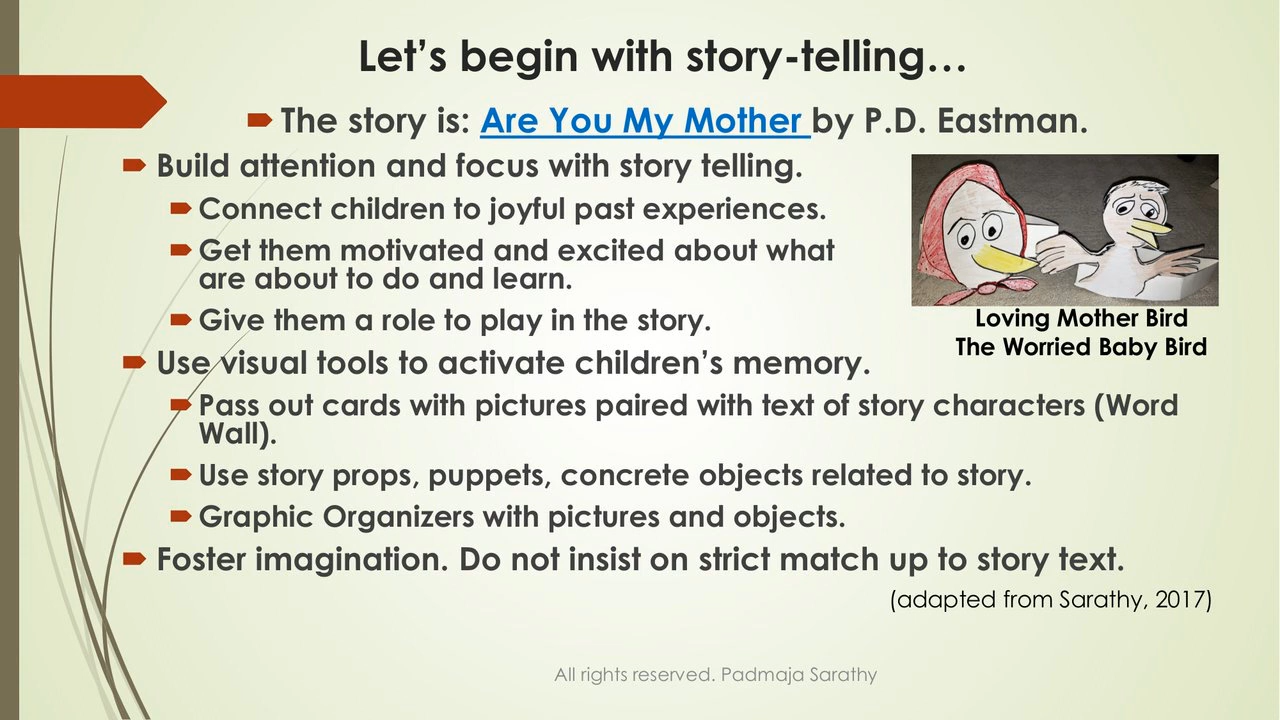 Let’s begin with story-telling…
The story is: Are You My Mother by P.D. Eastman.
Build attention and focus with story telling.
Connect children to joyful past experiences.
Get them motivated and excited about what
are about to do and learn.
Give them a role to play in the story.
Loving Mother Bird
The Worried Baby Bird
Use visual tools to activate children’s memory.
Pass out cards with pictures paired with text of story characters (Word
Wall).
Use story props, puppets, concrete objects related to story.
Graphic Organizers with pictures and objects.
Foster imagination. Do not insist on strict match up to story text.
(adapted from Sarathy, 2017)
All rights reserved. Padmaja Sarathy